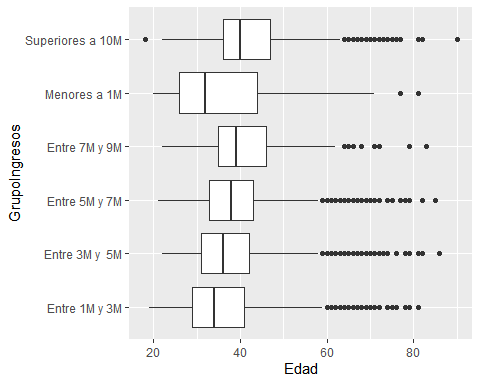 Superiores a 10M
Menores a 1M
Entre 7M y 9M
Entre 5M y 7M
Entre 3M y  5M
Entre 1M y 3M
GrupoIngresos
20 40 60 80
Edad